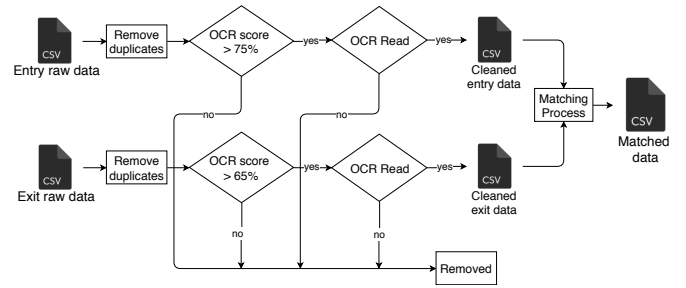 CSV
Entry raw data
Remove
duplicates
OCR score
> 75%
yes
OCR Read
yes
CSV
Cleaned
entry data
no
no
Matching
Process
CSV
Matched
data
CSV
Exit raw data
Remove
duplicates
OCR score
> 65%
yes
OCR Read
yes
CSV
Cleaned
exit data
no
no
Removed